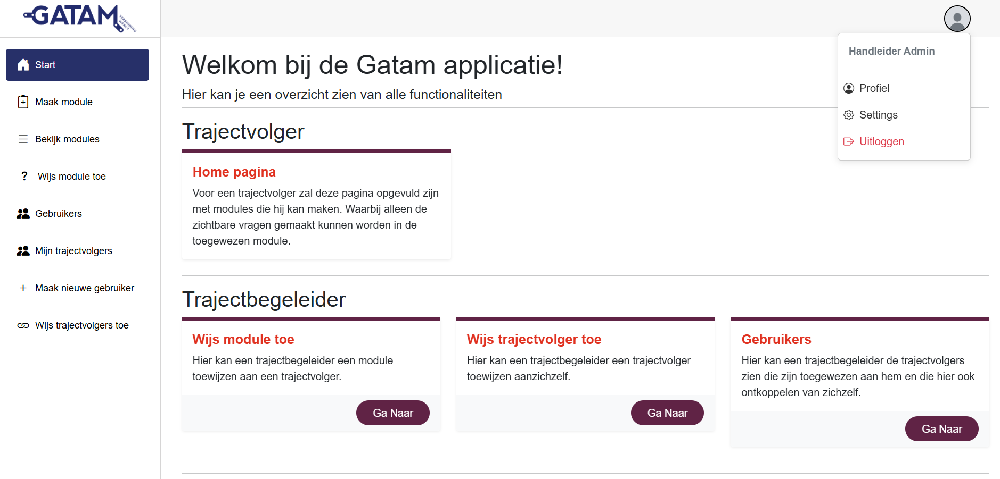 GATAM
VERBINDING
WERKT
Start
Maak module
Bekijk modules
? Wijs module toe
Gebruikers
Mijn trajectvolgers
+ Maak nieuwe gebruiker
Wijs trajectvolgers toe
Handleider Admin
Profiel
Settings
Uitloggen
Welkom bij de Gatam applicatie!
Hier kan je een overzicht zien van alle functionaliteiten
Trajectvolger
Home pagina
Voor een trajectvolger zal deze pagina opgevuld zijn
met modules die hij kan maken. Waarbij alleen de
zichtbare vragen gemaakt kunnen worden in de
toegewezen module.
Trajectbegeleider
Wijs module toe
Hier kan een trajectbegeleider een module
toewijzen aan een trajectvolger.
Ga Naar
Wijs trajectvolger toe
Hier kan een trajectbegeleider een trajectvolger
toewijzen aanzichzelf.
Ga Naar
Gebruikers
Hier kan een trajectbegeleider de trajectvolgers
zien die zijn toegewezen aan hem en die hier ook
ontkoppelen van zichzelf.
Ga Naar